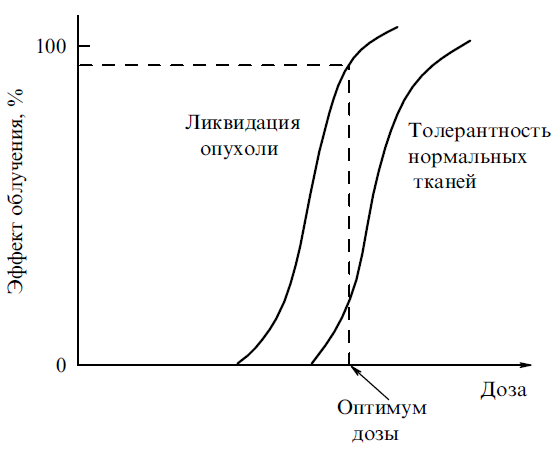 100
Ликвидация
опухоли
Толерантность
нормальных
тканей
Эффект облучения, %
0
Доза
Оптимум
дозы